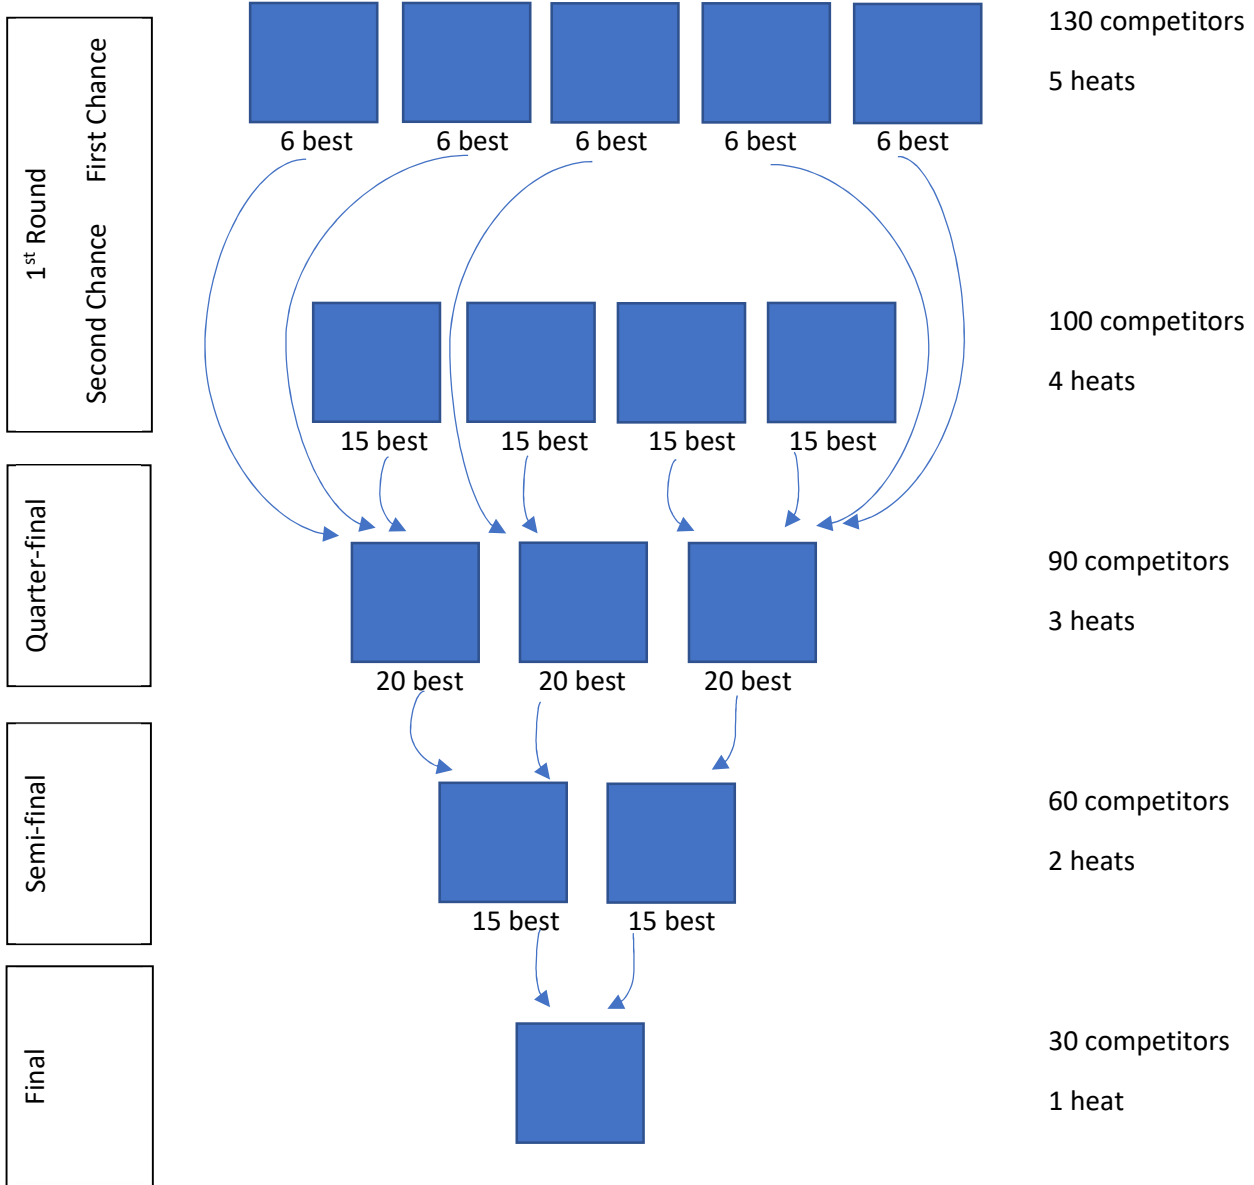 1st Round
First Chance
Second Chance
130 competitors
5 heats
6 best
6 best
6 best
6 best
6 best
100 competitors
4 heats
15 best
15 best
15 best
15 best
Quarter-final
90 competitors
3 heats
20 best
20 best
20 best
Semi-final
60 competitors
2 heats
15 best
15 best
Final
30 competitors
1 heat